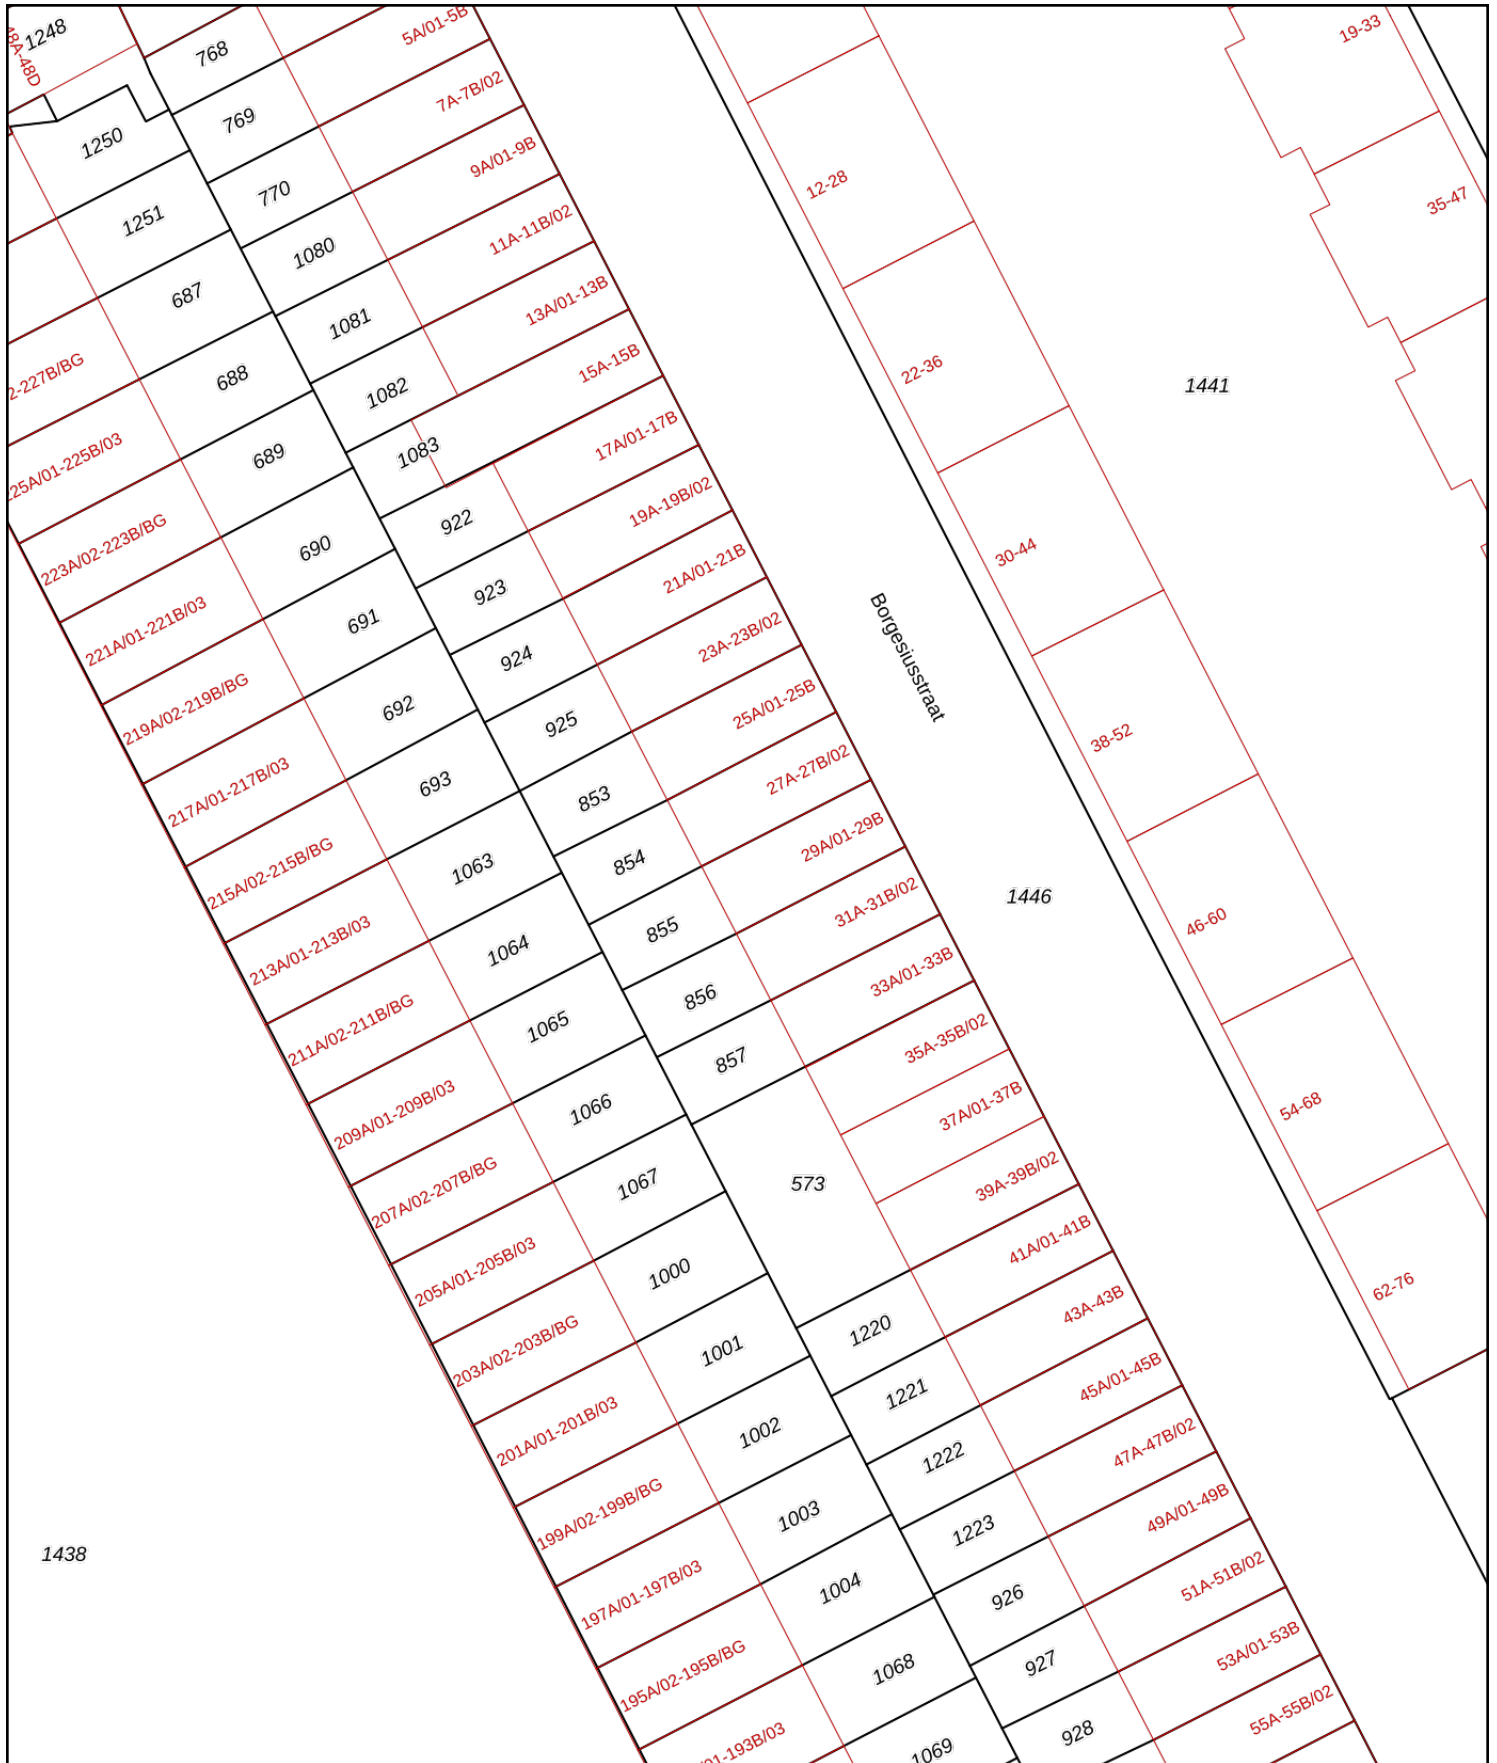 1248
48A-48D
768
5A/01-5B
19-33
769
7A-7B/02
1250
770
9A/01-9B
12-28
35-47
1251
1080
11A-11B/02
687
1081
13A/01-13B
2-227B/BG
688
1082
15A-15B
22-36
1441
25A/01-225B/03
689
1083
17A/01-17B
223A/02-223B/BG
690
922
19A-19B/02
30-44
221A/01-221B/03
691
923
21A/01-21B
Borgesiusstraat
219A/02-219B/BG
692
924
23A-23B/02
217A/01-217B/03
693
925
25A/01-25B
38-52
215A/02-215B/BG
1063
853
27A-27B/02
213A/01-213B/03
1064
854
29A/01-29B
1446
46-60
211A/02-211B/BG
1065
855
31A-31B/02
209A/01-209B/03
1066
856
33A/01-33B
207A/02-207B/BG
1067
857
35A-35B/02
54-68
205A/01-205B/03
1000
573
37A/01-37B
39A-39B/02
203A/02-203B/BG
1001
1220
41A/01-41B
62-76
201A/01-201B/03
1002
1221
43A-43B
199A/02-199B/BG
1003
1222
45A/01-45B
1438
197A/01-197B/03
1004
1223
47A-47B/02
195A/02-195B/BG
1068
926
49A/01-49B
01-193B/03
1069
927
51A-51B/02
928
53A/01-53B
55A-55B/02